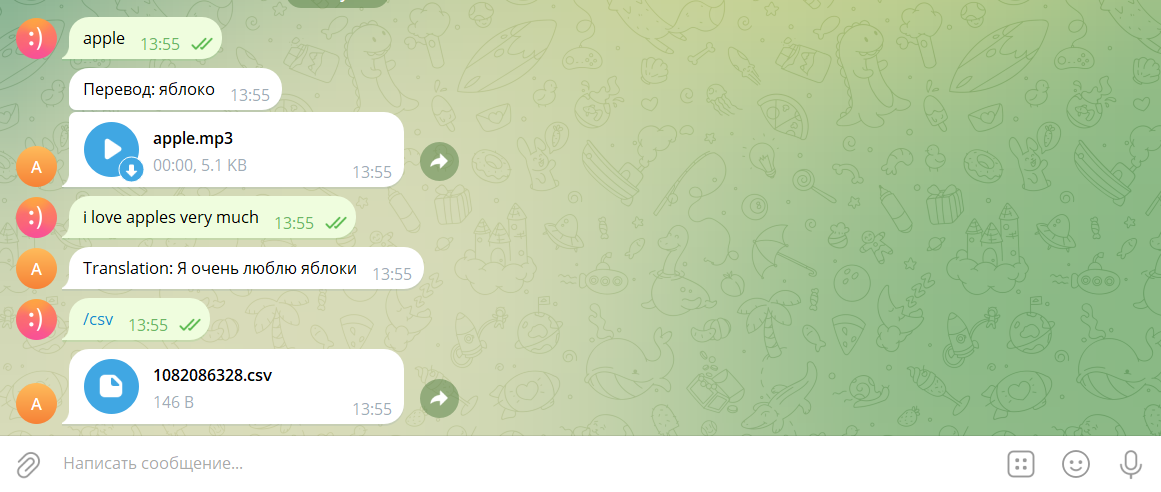 :) apple 13:55
Перевод: яблоко 13:55
apple.mp3
A 00:00, 5.1 KB 13:55
:) i love apples very much 13:55
A Translation: Я очень люблю яблоки 13:55
:) /csv 13:55
1082086328.csv
A 146 B 13:55
Написать сообщение...